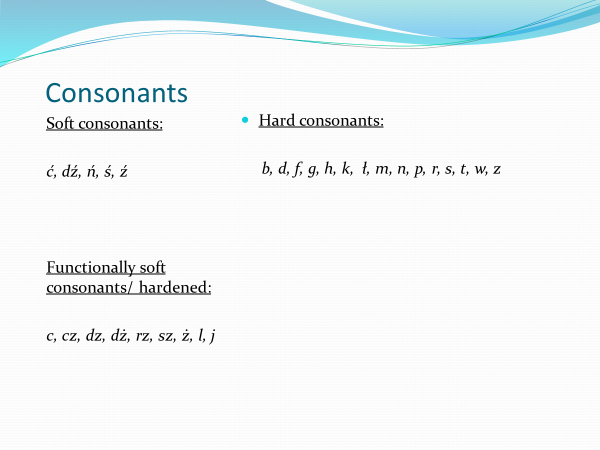 Consonants
Soft consonants:
ć, dź, ń, ś, ź
Functionally soft
consonants/ hardened:
c, cz, dz, dż, rz, sz, ż, l, j
• Hard consonants:
b, d, f, g, h, k, ł, m, n, p, r, s, t, w, z